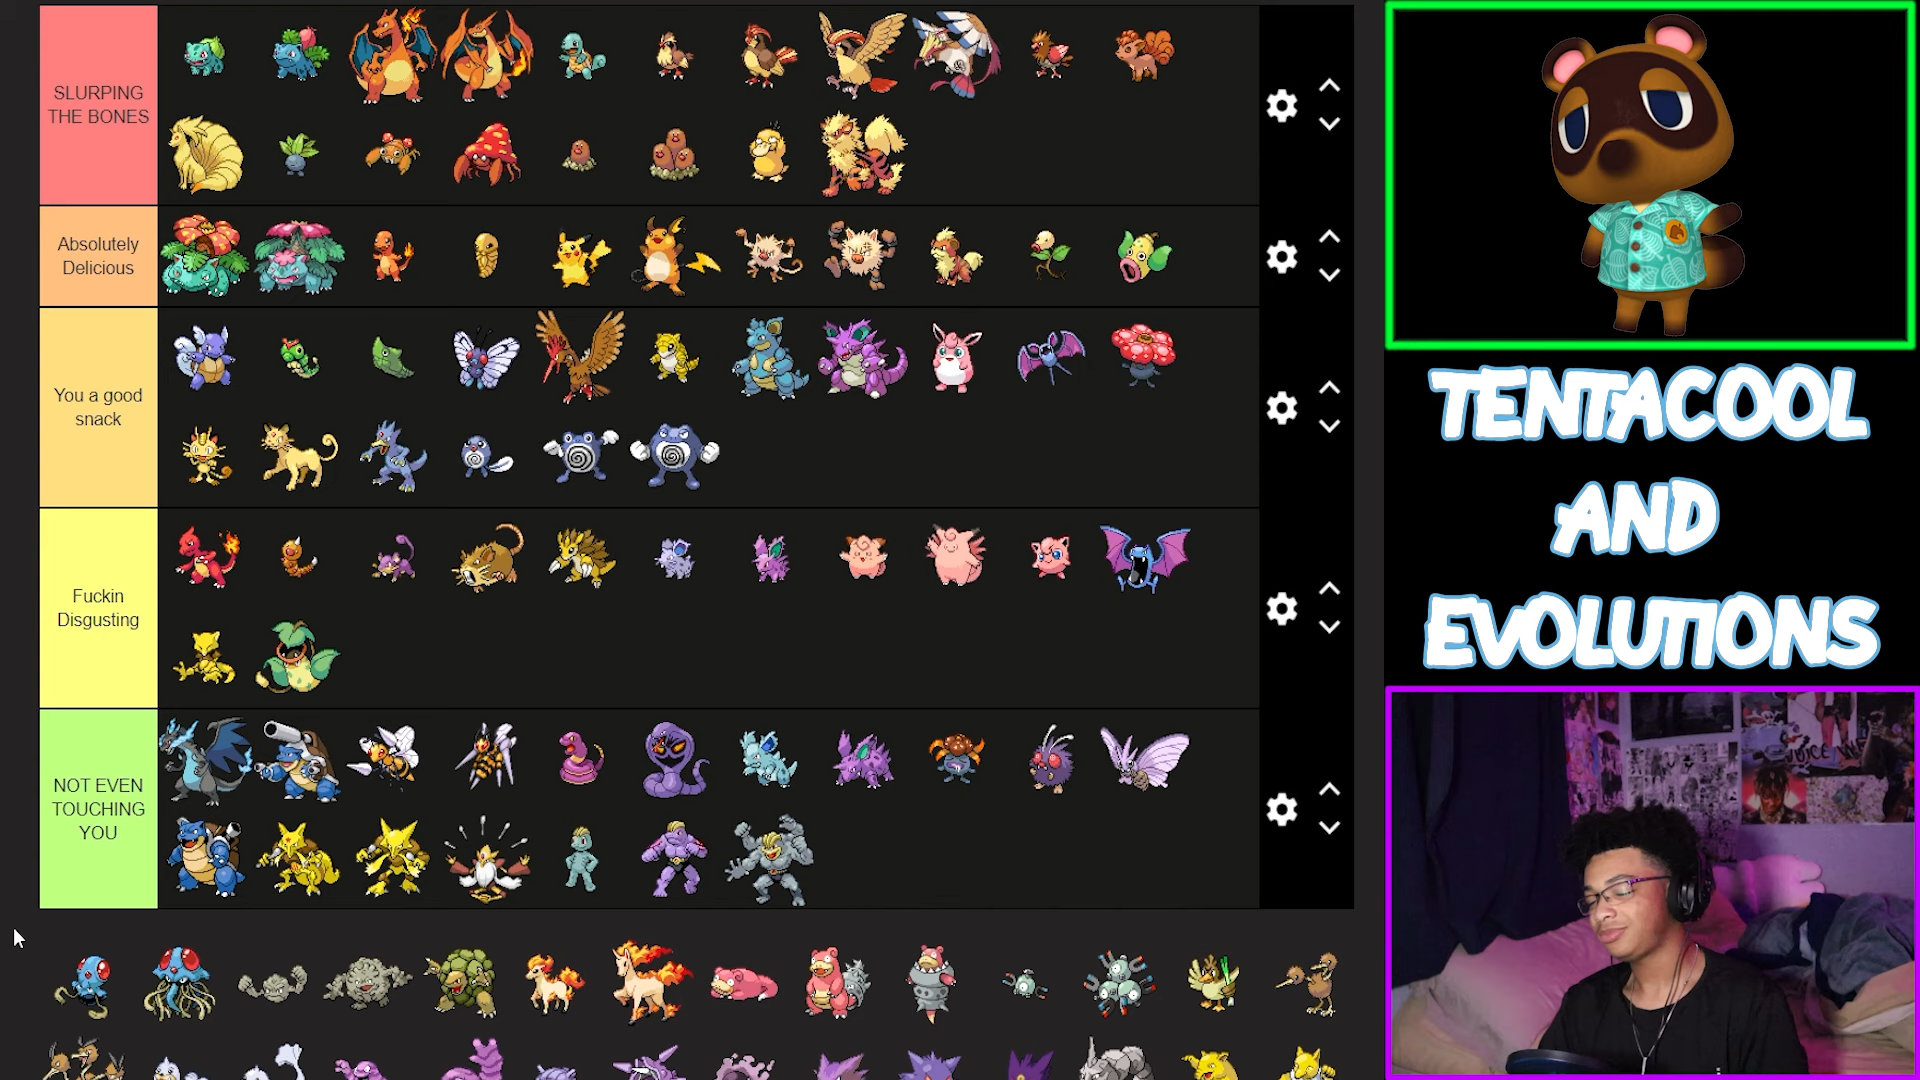 SLURPING
THE BONES
Absolutely
Delicious
You a good
snack
Fuckin
Disgusting
NOT EVEN
TOUCHING
YOU
TENTACOOL
AND
EVOLUTIONS